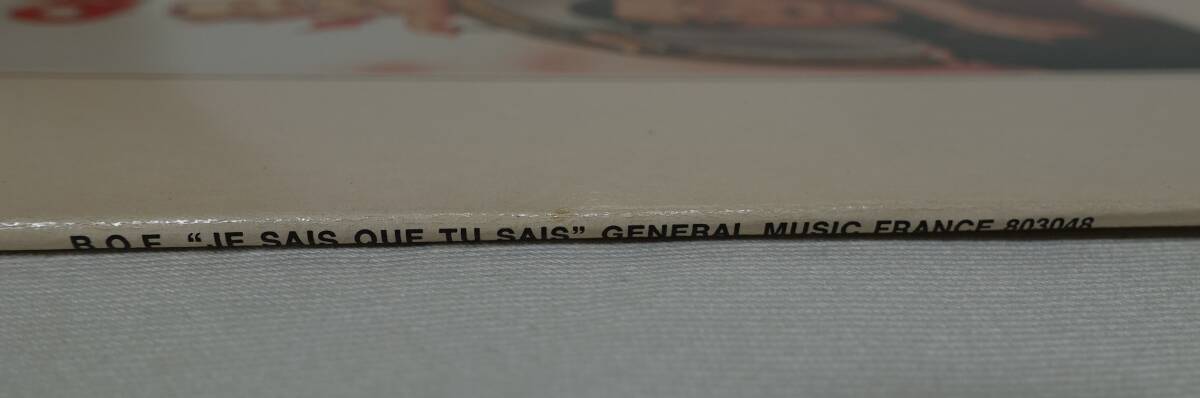 B.O.F. “JE SAIS QUE TU SAIS” GENERAL MUSIC FRANCE 803048